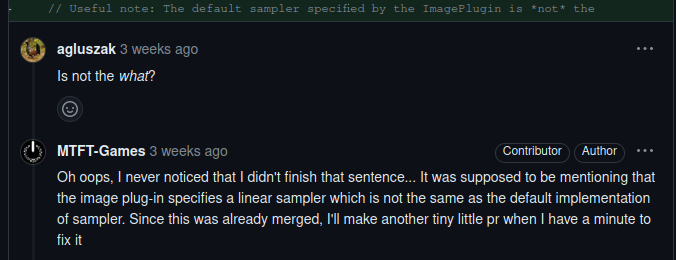 // Useful note: The default sampler specified by the ImagePlugin is *not* the
agluszak 3 weeks ago
Is not the what?
MTFT-Games 3 weeks ago Contributor Author
Oh oops, I never noticed that I didn't finish that sentence... It was supposed to be mentioning that
the image plug-in specifies a linear sampler which is not the same as the default implementation
of sampler. Since this was already merged, I'll make another tiny little pr when I have a minute to
fix it